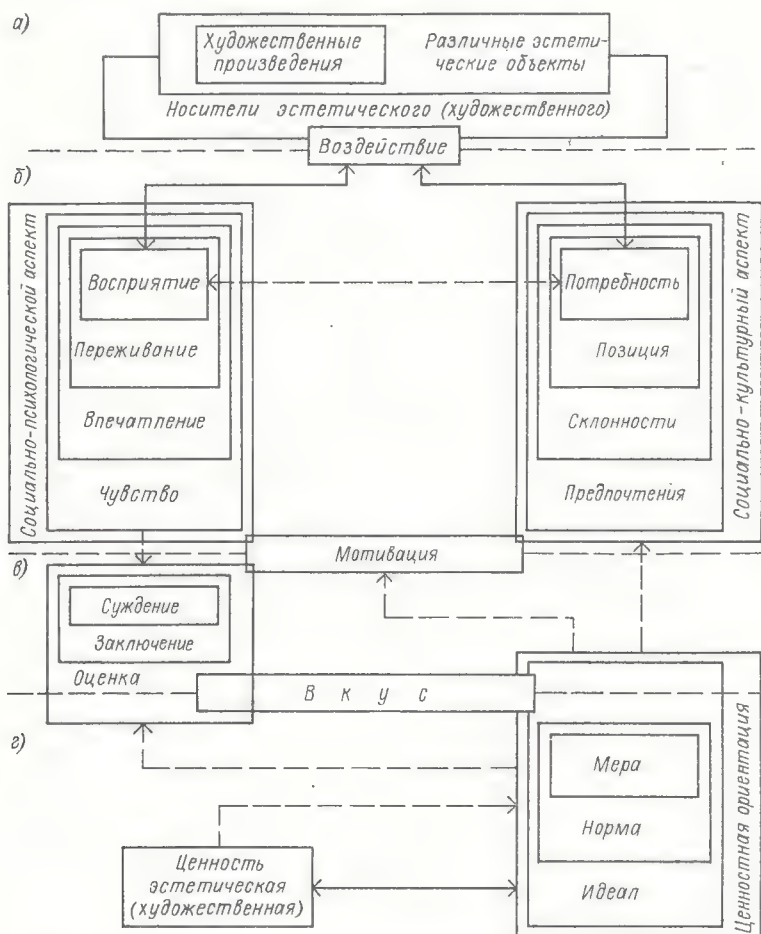 а)
Художественные
произведения
Различные эстети-
ческие объекты
Носители эстетического (художественного)
Воздействие
б)
Социально-психологический аспект
Восприятие
Переживание
Впечатление
Чувство
Потребность
Позиция
Склонности
Предпочтения
Социально-культурный аспект
Мотивация
в)
Суждение
Заключение
Оценка
Вкус
г)
Мера
Норма
Идеал
Ценностная ориентация
Ценность
эстетическая
(художественная)